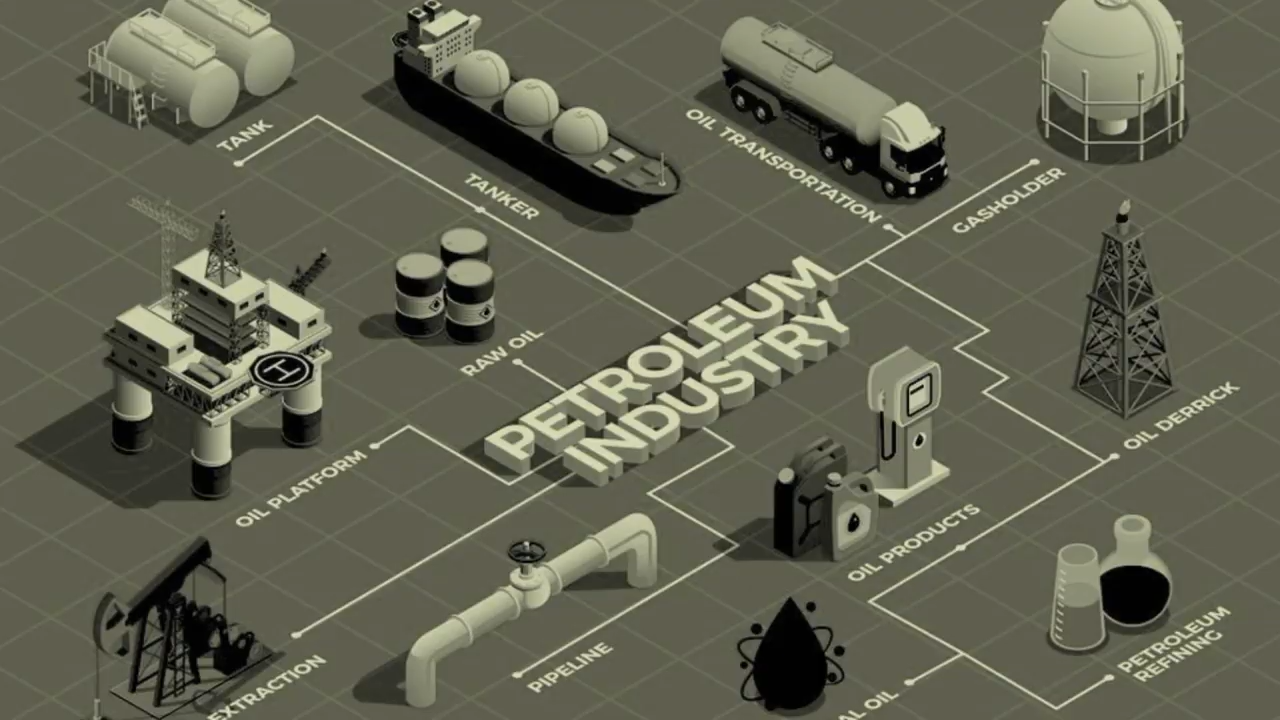 TANK
TANKER
OIL TRANSPORTATION
GASHOLDER
RAW OIL
PETROLEUM
INDUSTRY
OIL DERRICK
OIL PLATFORM
OIL PRODUCTS
EXTRACTION
PIPELINE
PETROLEUM
REFINING
OIL
H